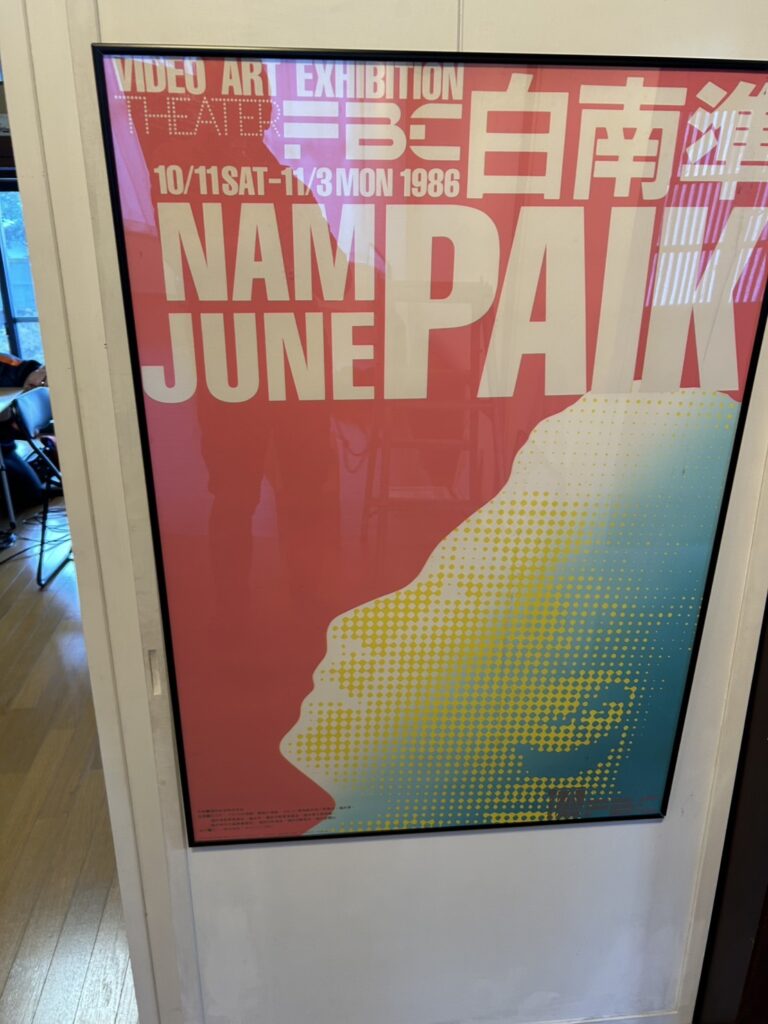 VIDEO ART EXHIBITION
THEATER FBC
白南準
10/11 SAT-11/3 MON 1986
NAM
JUNE
PAIK